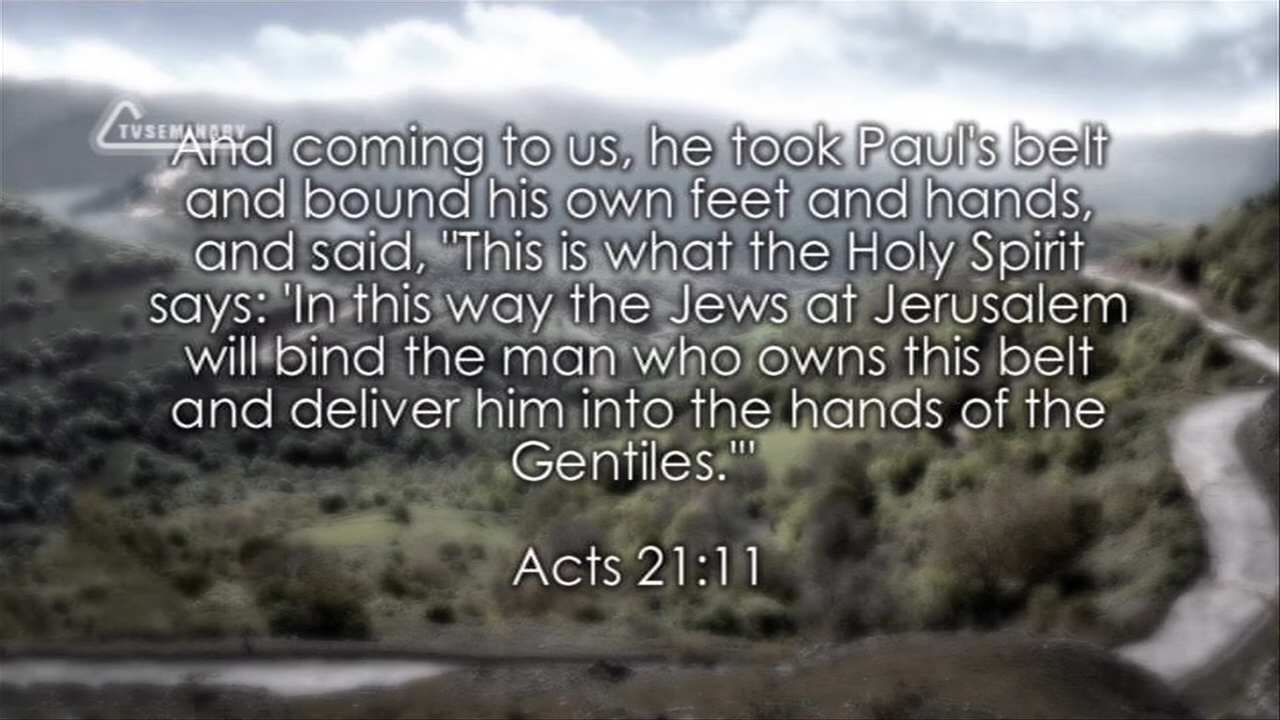 TVSEMINARY
And coming to us, he took Paul's belt
and bound his own feet and hands,
and said, "This is what the Holy Spirit
says: 'In this way the Jews at Jerusalem
will bind the man who owns this belt
and deliver him into the hands of the
Gentiles.'"
Acts 21:11